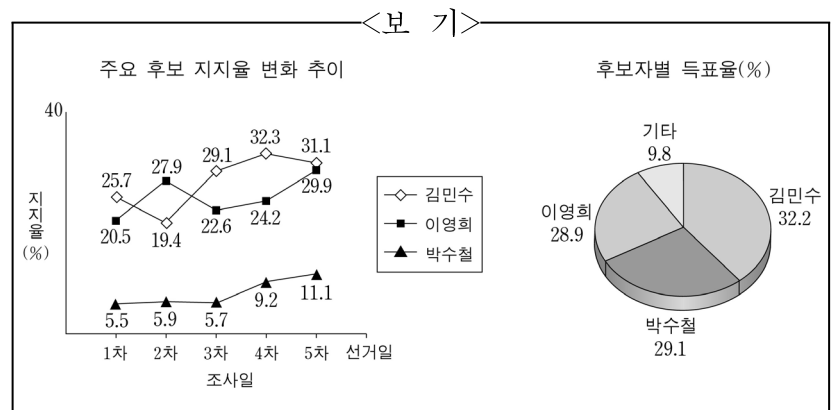 <보 기>
주요 후보 지지율 변화 추이
40
지지율
(%)
25.7
27.9
29.1
32.3
31.1
20.5
19.4
22.6
24.2
29.9
5.5
5.9
5.7
9.2
11.1
1차 2차 3차 4차 5차 선거일
조사일
김민수
이영희
박수철
후보자별 득표율(%)
기타
9.8
김민수
32.2
이영희
28.9
박수철
29.1